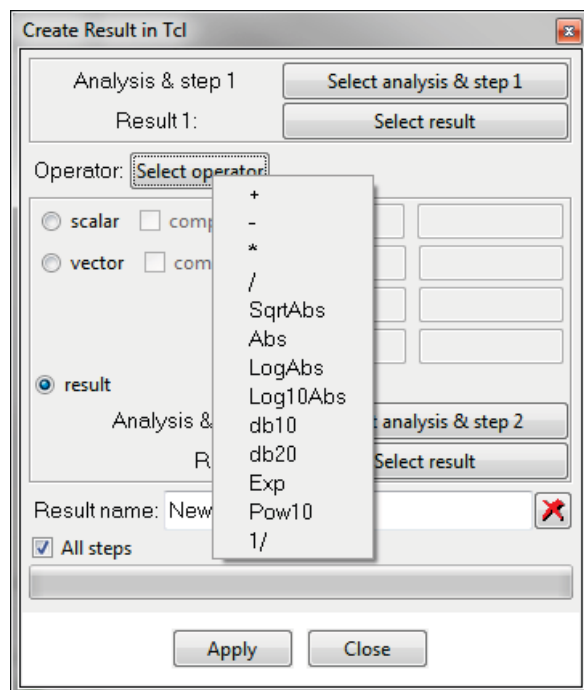 Create Result in Tcl
Analysis & step 1 Select analysis & step 1
Result 1: Select result
Operator: Select operator
+
scalar -
*
vector
/
SqrtAbs
Abs
LogAbs
result
Log10Abs
Analysis & db10 analysis & step 2
db20 Select result
Exp
Result name: New Pow10
All steps 1/
Apply Close